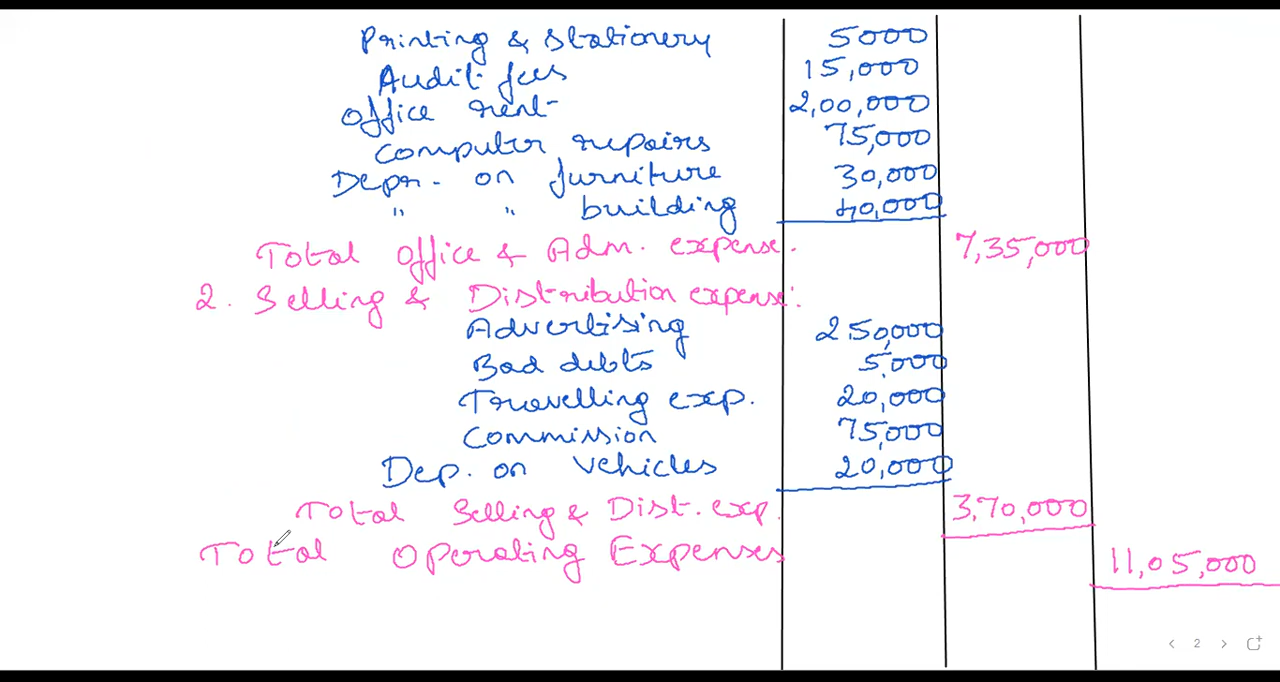 Printing & Stationery 5000
Audit fees 15,000
Office rent 2,00,000
Computer repairs 75,000
Depn. on furniture 30,000
" " building 40,000
Total Office & Adm. expense. 7,35,000
2. Selling & Distribution expense:
Advertising 250,000
Bad debts 5,000
Travelling exp. 20,000
Commission 75,000
Dep. on vehicles 20,000
Total Selling & Dist. exp. 3,70,000
Total Operating Expenses 11,05,000
< 2 >